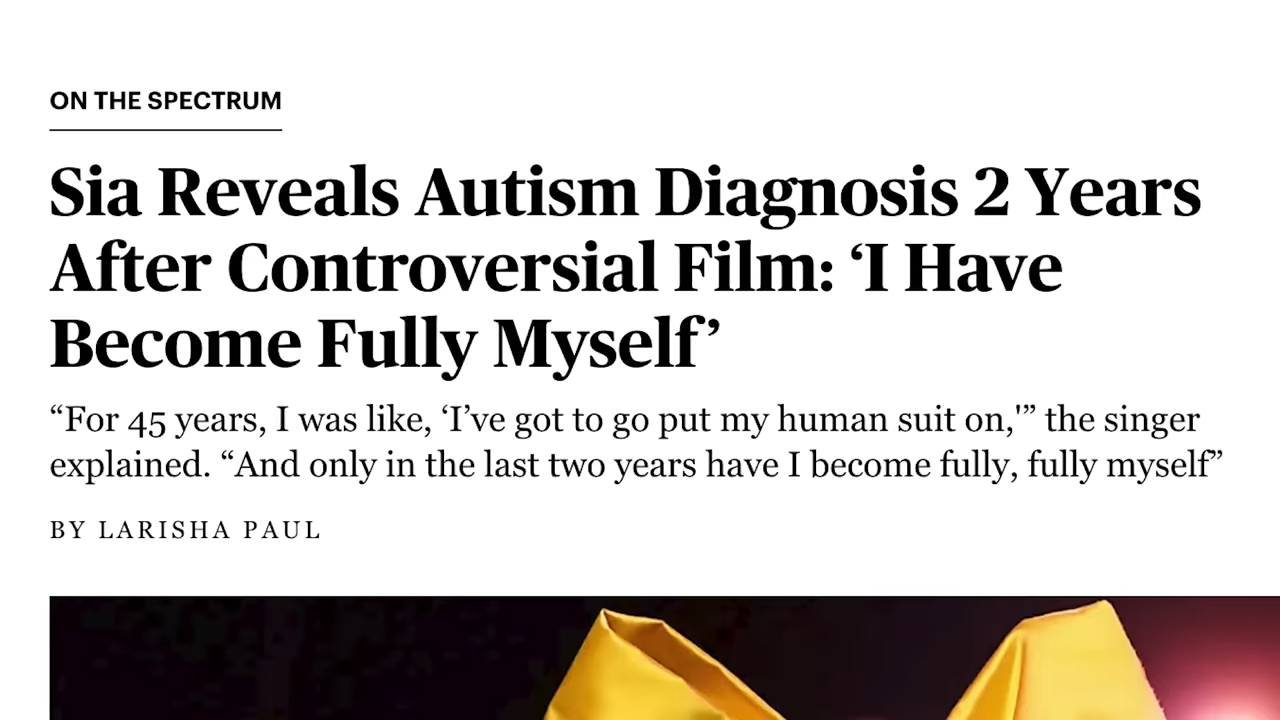 ON THE SPECTRUM
Sia Reveals Autism Diagnosis 2 Years
After Controversial Film: ‘I Have
Become Fully Myself’
“For 45 years, I was like, ‘I’ve got to go put my human suit on,'” the singer
explained. “And only in the last two years have I become fully, fully myself”
BY LARISHA PAUL